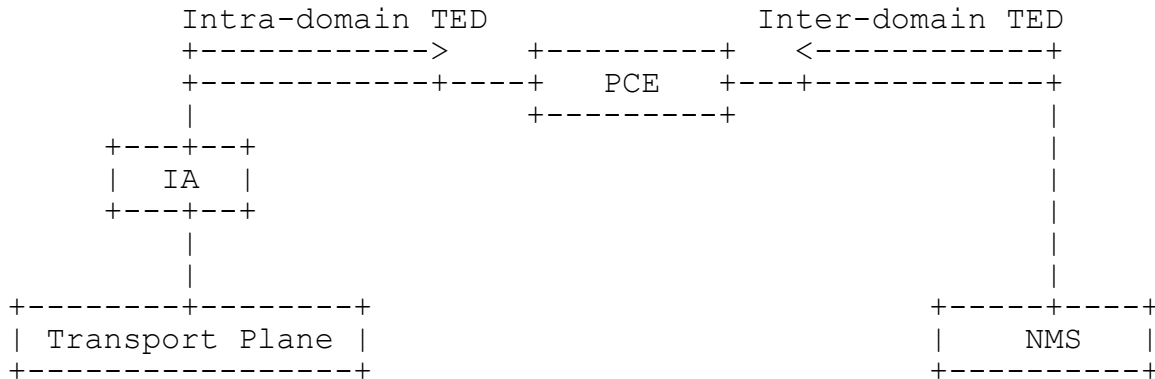 Intra-domain TED Inter-domain TED
PCE
IA
Transport Plane NMS